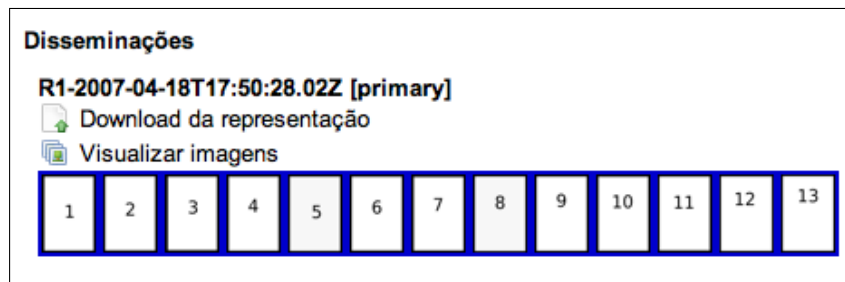 Disseminações
R1-2007-04-18T17:50:28.02Z [primary]
Download da representação
Visualizar imagens
1 2 3 4 5 6 7 8 9 10 11 12 13